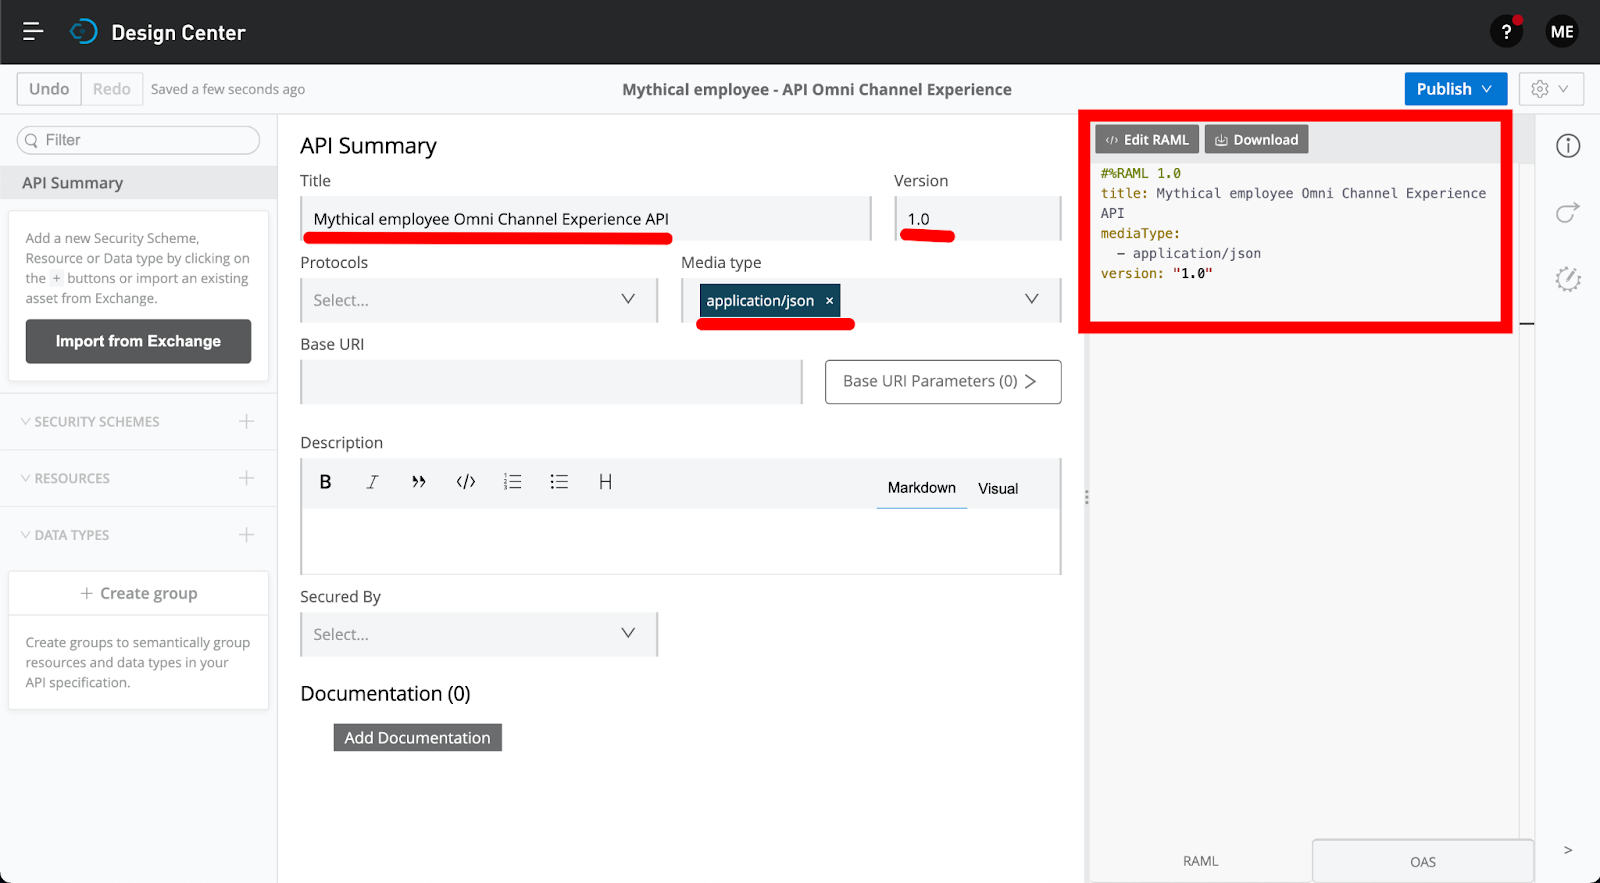 Design Center
?
ME
Undo
Redo
Saved a few seconds ago
Mythical employee - API Omni Channel Experience
Publish
Filter
API Summary
Add a new Security Scheme,
Resource or Data type by clicking on
the + buttons or import an existing
asset from Exchange.
Import from Exchange
SECURITY SCHEMES
RESOURCES
DATA TYPES
+ Create group
Create groups to semantically group
resources and data types in your
API specification.
API Summary
Title
Version
Mythical employee Omni Channel Experience API
1.0
Protocols
Media type
Select...
application/json ×
Base URI
Base URI Parameters (0) >
Description
B I ” </> H
Markdown
Visual
Secured By
Select...
Documentation (0)
Add Documentation
</> Edit RAML
Download
#%RAML 1.0
title: Mythical employee Omni Channel Experience
API
mediaType:
- application/json
version: "1.0"
RAML
OAS
>